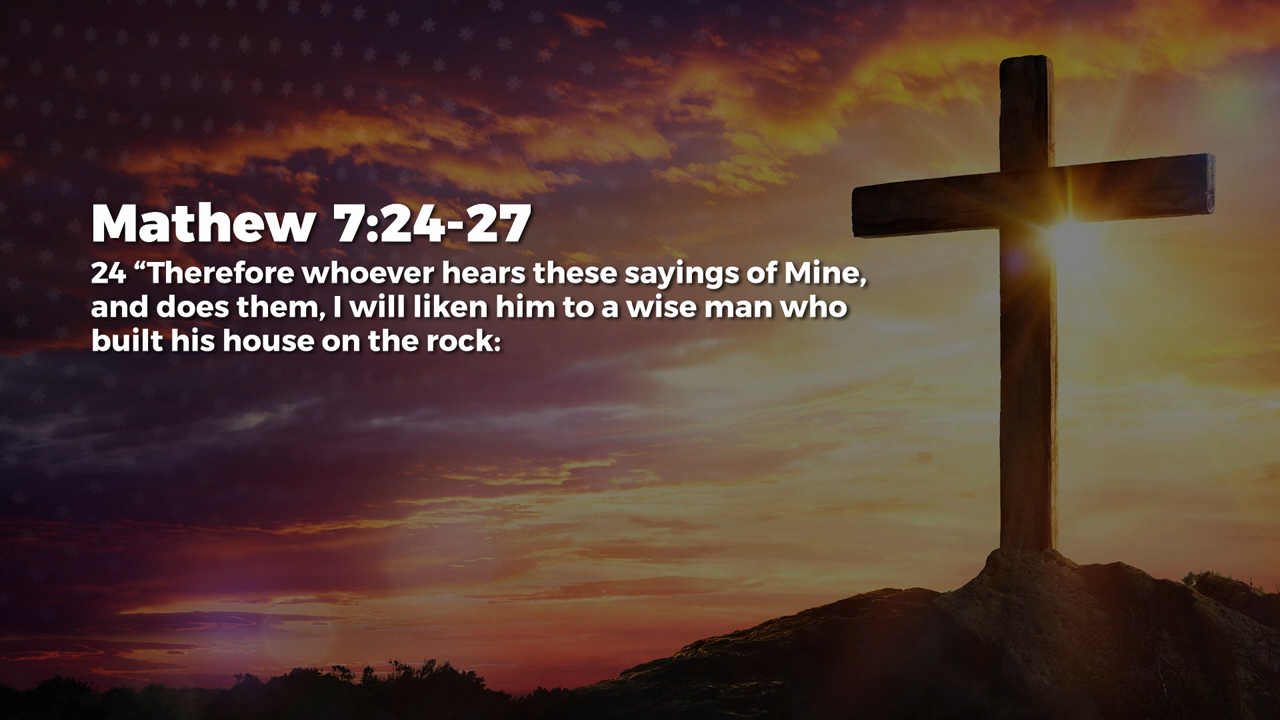 Mathew 7:24-27
24 “Therefore whoever hears these sayings of Mine,
and does them, I will liken him to a wise man who
built his house on the rock: